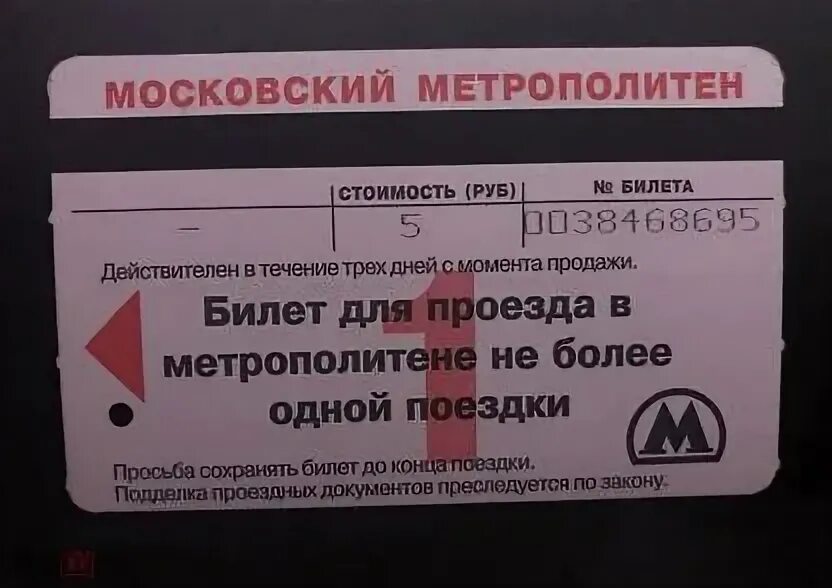 МОСКОВСКИЙ МЕТРОПОЛИТЕН
СТОИМОСТЬ (РУБ) № БИЛЕТА
– 5 0038468695
Действителен в течение трех дней с момента продажи.
1
Билет для проезда в
метрополитене не более
одной поездки
М
Просьба сохранять билет до конца поездки.
Подделка проездных документов преследуется по закону.